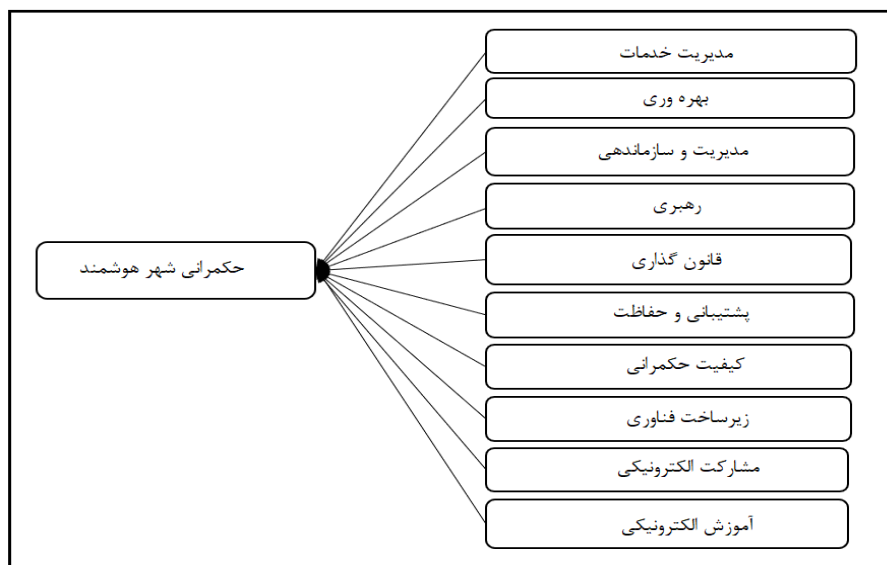 مدیریت خدمات
بهره وری
مدیریت و سازماندهی
رهبری
قانون گذاری
حکمرانی شهر هوشمند
پشتیبانی و حفاظت
کیفیت حکمرانی
زیرساخت فناوری
مشارکت الکترونیکی
آموزش الکترونیکی